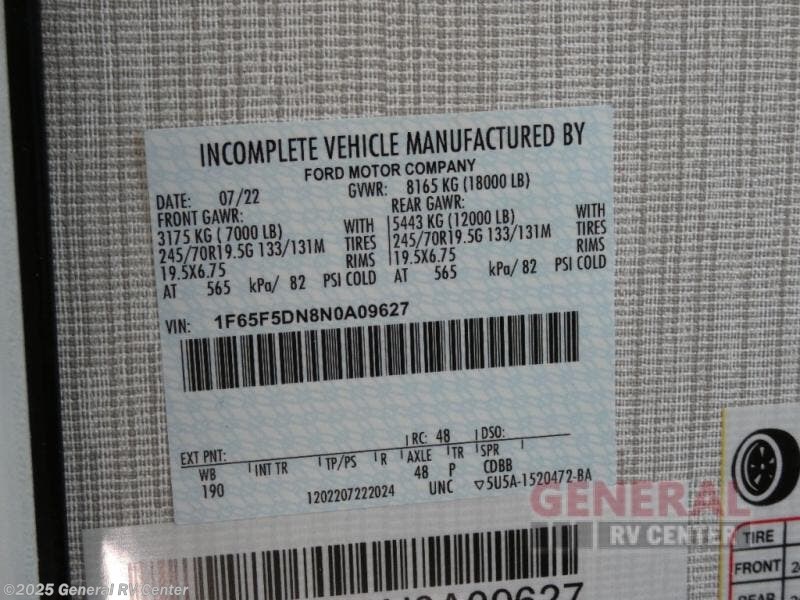 INCOMPLETE VEHICLE MANUFACTURED BY
FORD MOTOR COMPANY
DATE: 07/22 GVWR: 8165 KG (18000 LB)
FRONT GAWR: REAR GAWR:
3175 KG ( 7000 LB) WITH 5443 KG (12000 LB) WITH
245/70R19.5G 133/131M TIRES 245/70R19.5G 133/131M TIRES
19.5X6.75 RIMS 19.5X6.75 RIMS
AT 565 kPa/ 82 PSI COLD AT 565 kPa/ 82 PSI COLD
VIN: 1F65F5DN8N0A09627
EXT PNT: RC: 48 DSO:
WB INT TR TP/PS R AXLE TR SPR
190 48 P CDBB
1202207222024 UNC ▽5U5A-1520472-BA
GENERAL
RV CENTER
TIRE
FRONT
REAR
©2025 General RV Center